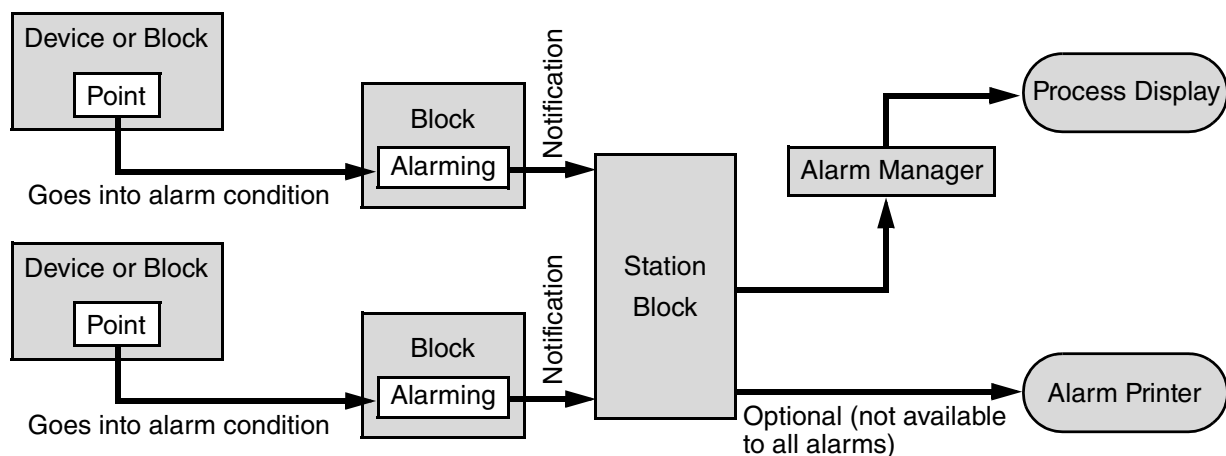 Device or Block
Point
Goes into alarm condition
Block
Alarming
Notification
Device or Block
Point
Goes into alarm condition
Block
Alarming
Notification
Station
Block
Alarm Manager
Process Display
Optional (not available
to all alarms)
Alarm Printer